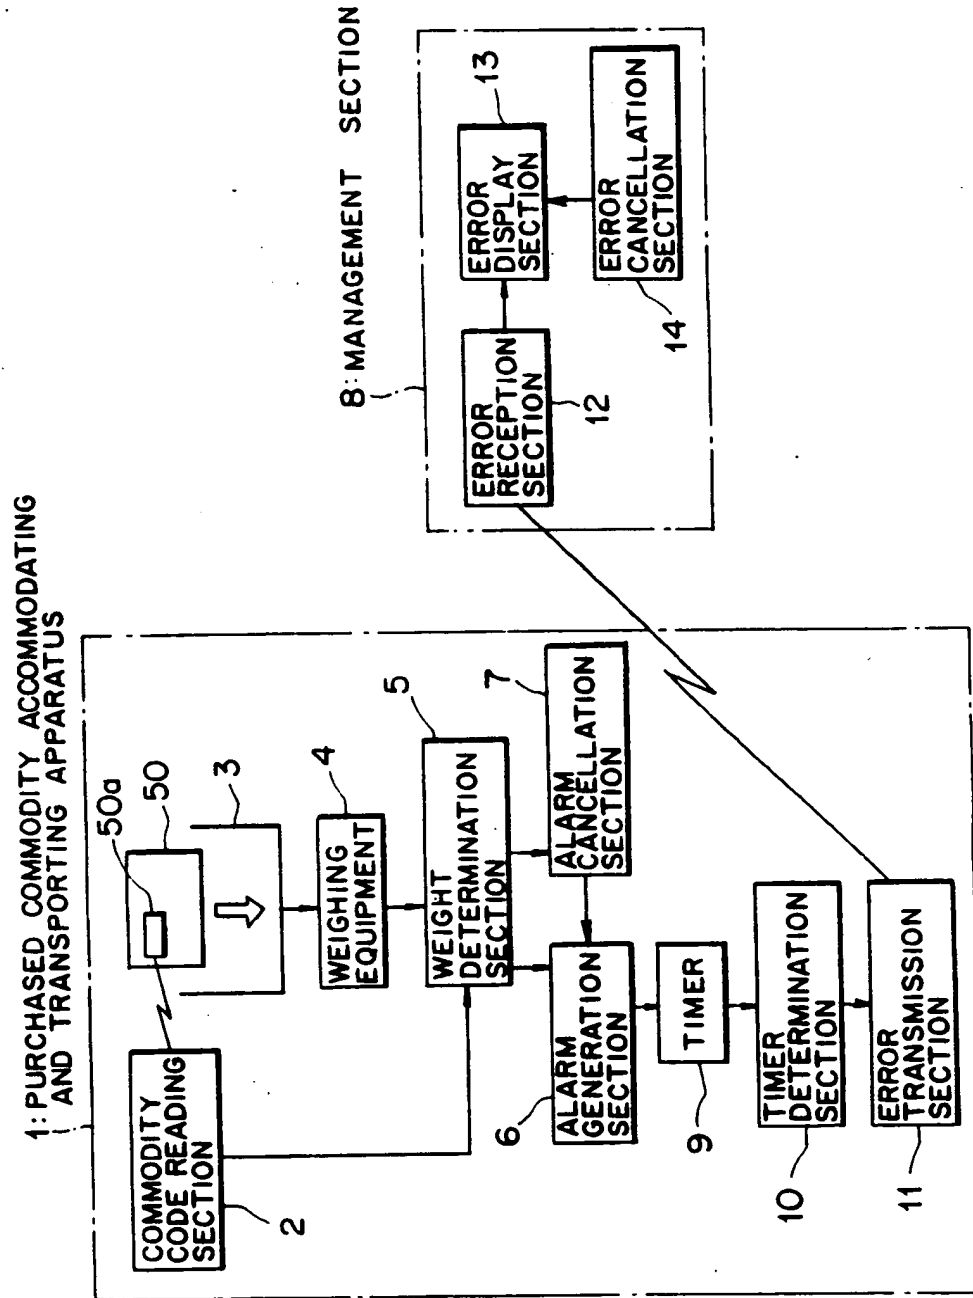 1: PURCHASED COMMODITY ACCOMMODATING
AND TRANSPORTING APPARATUS
COMMODITY
CODE READING
SECTION
2
50a
50
3
WEIGHING
EQUIPMENT
4
WEIGHT
DETERMINATION
SECTION
5
ALARM
GENERATION
SECTION
6
ALARM
CANCELLATION
SECTION
7
TIMER
9
TIMER
DETERMINATION
SECTION
10
ERROR
TRANSMISSION
SECTION
11
8: MANAGEMENT SECTION
ERROR
RECEPTION
SECTION
12
ERROR
DISPLAY
SECTION
13
ERROR
CANCELLATION
SECTION
14